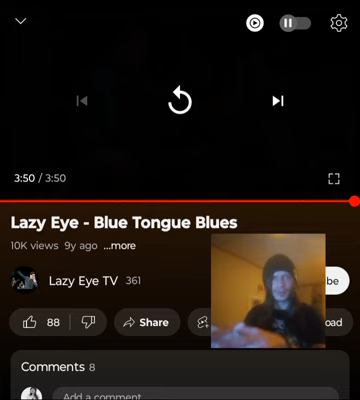 3:50 / 3:50
Lazy Eye - Blue Tongue Blues
10K views 9y ago ...more
Lazy Eye TV 361
be
88 Share oad
Comments 8
Add a comment...